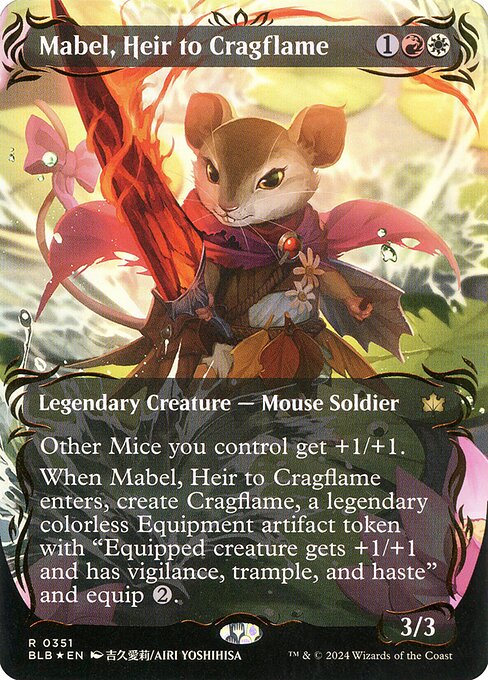 Mabel, Heir to Cragflame 1
Legendary Creature — Mouse Soldier
Other Mice you control get +1/+1.
When Mabel, Heir to Cragflame
enters, create Cragflame, a legendary
colorless Equipment artifact token
with “Equipped creature gets +1/+1
and has vigilance, trample, and haste”
and equip 2.
3/3
R 0351
BLB ★ EN 吉久愛莉/AIRI YOSHIHISA
™ & © 2024 Wizards of the Coast